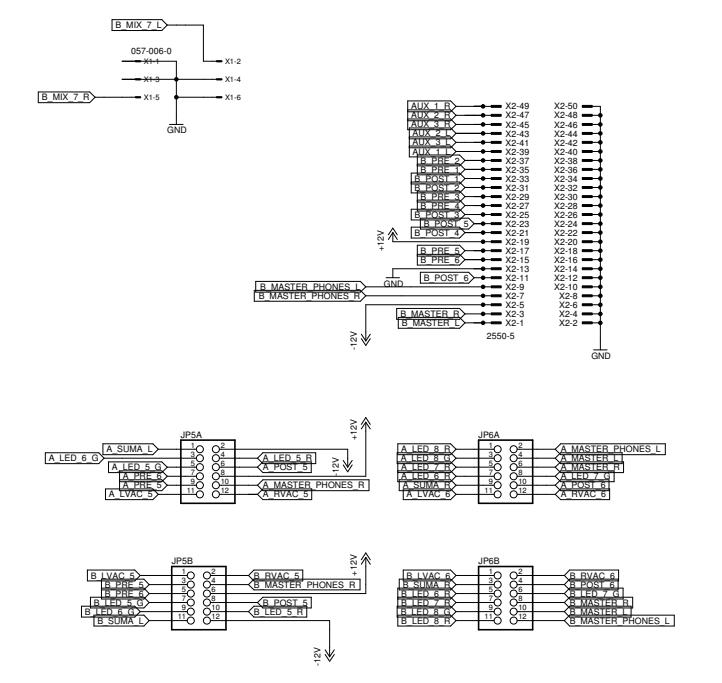 B_MIX_7_L
057-006-0
X1-1 X1-2
X1-3 X1-4
B_MIX_7_R X1-5 X1-6
GND
AUX_1_R X2-49 X2-50
AUX_2_R X2-47 X2-48
AUX_3_R X2-45 X2-46
AUX_2_L X2-43 X2-44
AUX_3_L X2-41 X2-42
AUX_1_L X2-39 X2-40
B_PRE_2 X2-37 X2-38
B_PRE_1 X2-35 X2-36
B_POST_1 X2-33 X2-34
B_POST_2 X2-31 X2-32
B_PRE_3 X2-29 X2-30
B_PRE_4 X2-27 X2-28
B_POST_3 X2-25 X2-26
B_POST_5 X2-23 X2-24
B_POST_4 X2-21 X2-22
+12V X2-19 X2-20
B_PRE_5 X2-17 X2-18
B_PRE_6 X2-15 X2-16
GND X2-13 X2-14
B_POST_6 X2-11 X2-12
B_MASTER_PHONES_L X2-9 X2-10
B_MASTER_PHONES_R X2-7 X2-8
-12V X2-5 X2-6
B_MASTER_R X2-3 X2-4
B_MASTER_L X2-1 X2-2
2550-5
GND
JP5A
A_SUMA_L 1 2 -12V
A_LED_6_G 3 4 A_LED_5_R
A_LED_5_G 5 6 A_POST_5
A_PRE_6 7 8 +12V
A_PRE_5 9 10 A_MASTER_PHONES_R
A_LVAC_5 11 12 A_RVAC_5
JP6A
A_LED_8_R 1 2 A_MASTER_PHONES_L
A_LED_8_G 3 4 A_MASTER_L
A_LED_7_R 5 6 A_MASTER_R
A_LED_6_R 7 8 A_LED_7_G
A_SUMA_R 9 10 A_POST_6
A_LVAC_6 11 12 A_RVAC_6
JP5B
B_LVAC_5 1 2 B_RVAC_5
B_PRE_5 3 4 B_MASTER_PHONES_R
B_PRE_6 5 6 +12V
B_LED_5_G 7 8 B_POST_5
B_LED_6_G 9 10 B_LED_5_R
B_SUMA_L 11 12 -12V
JP6B
B_LVAC_6 1 2 B_RVAC_6
B_SUMA_R 3 4 B_POST_6
B_LED_6_R 5 6 B_LED_7_G
B_LED_7_R 7 8 B_MASTER_R
B_LED_8_G 9 10 B_MASTER_L
B_LED_8_R 11 12 B_MASTER_PHONES_L